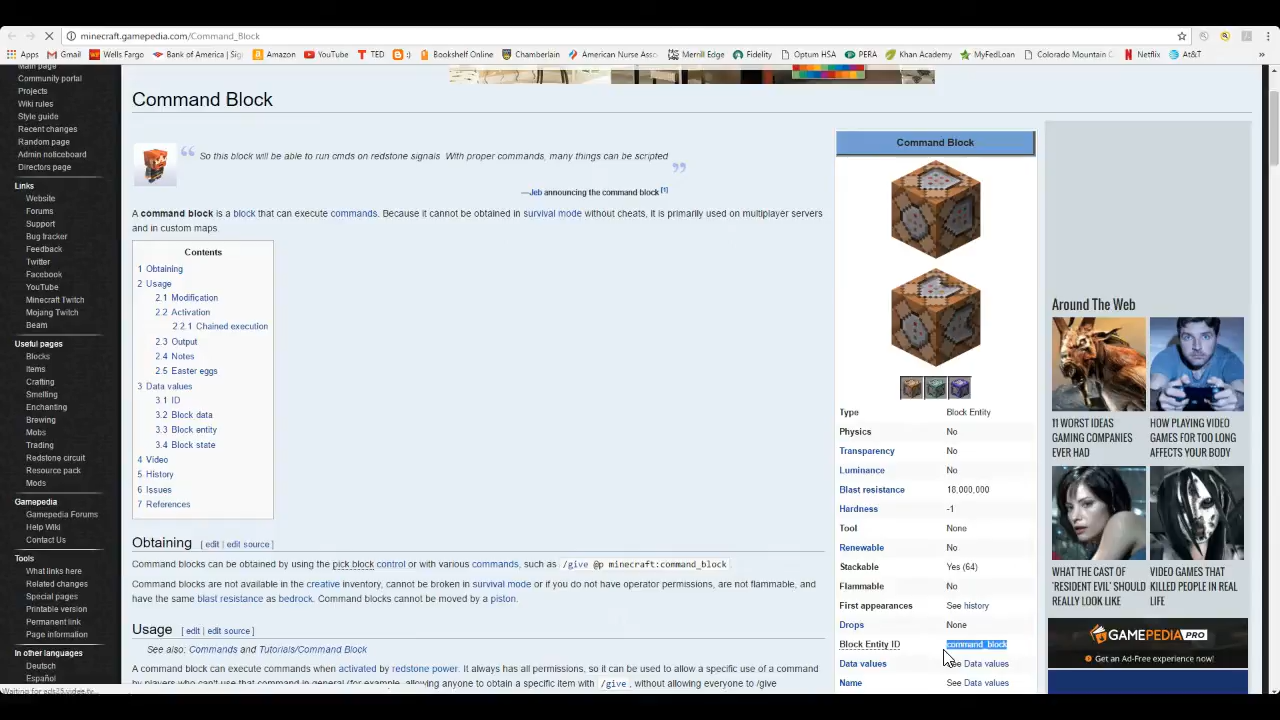 minecraft.gamepedia.com/Command_Block
Apps Gmail Wells Fargo Bank of America | Sig Amazon YouTube TED :) Bookshelf Online Chamberlain American Nurse Assoc Merrill Edge Fidelity Optum HSA PERA Khan Academy MyFedLoan Colorado Mountain C Netflix At&T »
Main page
Community portal
Projects
Wiki rules
Style guide
Recent changes
Random page
Admin noticeboard
Directors page
Links
Website
Forums
Support
Bug tracker
Feedback
Twitter
Facebook
YouTube
Minecraft Twitch
Mojang Twitch
Beam
Useful pages
Blocks
Items
Crafting
Smelting
Enchanting
Brewing
Mobs
Trading
Redstone circuit
Resource pack
Mods
Gamepedia
Gamepedia Forums
Help Wiki
Contact Us
Tools
What links here
Related changes
Special pages
Printable version
Permanent link
Page information
In other languages
Deutsch
Español
Command Block
“ So this block will be able to run cmds on redstone signals With proper commands, many things can be scripted ”
—Jeb announcing the command block [1]
A command block is a block that can execute commands. Because it cannot be obtained in survival mode without cheats, it is primarily used on multiplayer servers
and in custom maps.
Contents
1 Obtaining
2 Usage
2.1 Modification
2.2 Activation
2.2.1 Chained execution
2.3 Output
2.4 Notes
2.5 Easter eggs
3 Data values
3.1 ID
3.2 Block data
3.3 Block entity
3.4 Block state
4 Video
5 History
6 Issues
7 References
Obtaining [ edit | edit source ]
Command blocks can be obtained by using the pick block control or with various commands, such as /give @p minecraft:command_block .
Command blocks are not available in the creative inventory, cannot be broken in survival mode or if you do not have operator permissions, are not flammable, and
have the same blast resistance as bedrock. Command blocks cannot be moved by a piston.
Usage [ edit | edit source ]
See also: Commands and Tutorials/Command Block
A command block can execute commands when activated by redstone power. It always has all permissions, so it can be used to allow a specific use of a command
by players who can't use that command in general (for example, allowing anyone to obtain a specific item with /give , without allowing everyone to /give
Command Block
Type Block Entity
Physics No
Transparency No
Luminance No
Blast resistance 18,000,000
Hardness -1
Tool None
Renewable No
Stackable Yes (64)
Flammable No
First appearances See history
Drops None
Block Entity ID command_block
Data values See Data values
Name See Data values
Around The Web
11 WORST IDEAS
GAMING COMPANIES
EVER HAD
HOW PLAYING VIDEO
GAMES FOR TOO LONG
AFFECTS YOUR BODY
WHAT THE CAST OF
'RESIDENT EVIL' SHOULD
REALLY LOOK LIKE
VIDEO GAMES THAT
KILLED PEOPLE IN REAL
LIFE
GAMEPEDIA PRO
Get an Ad-Free experience now!